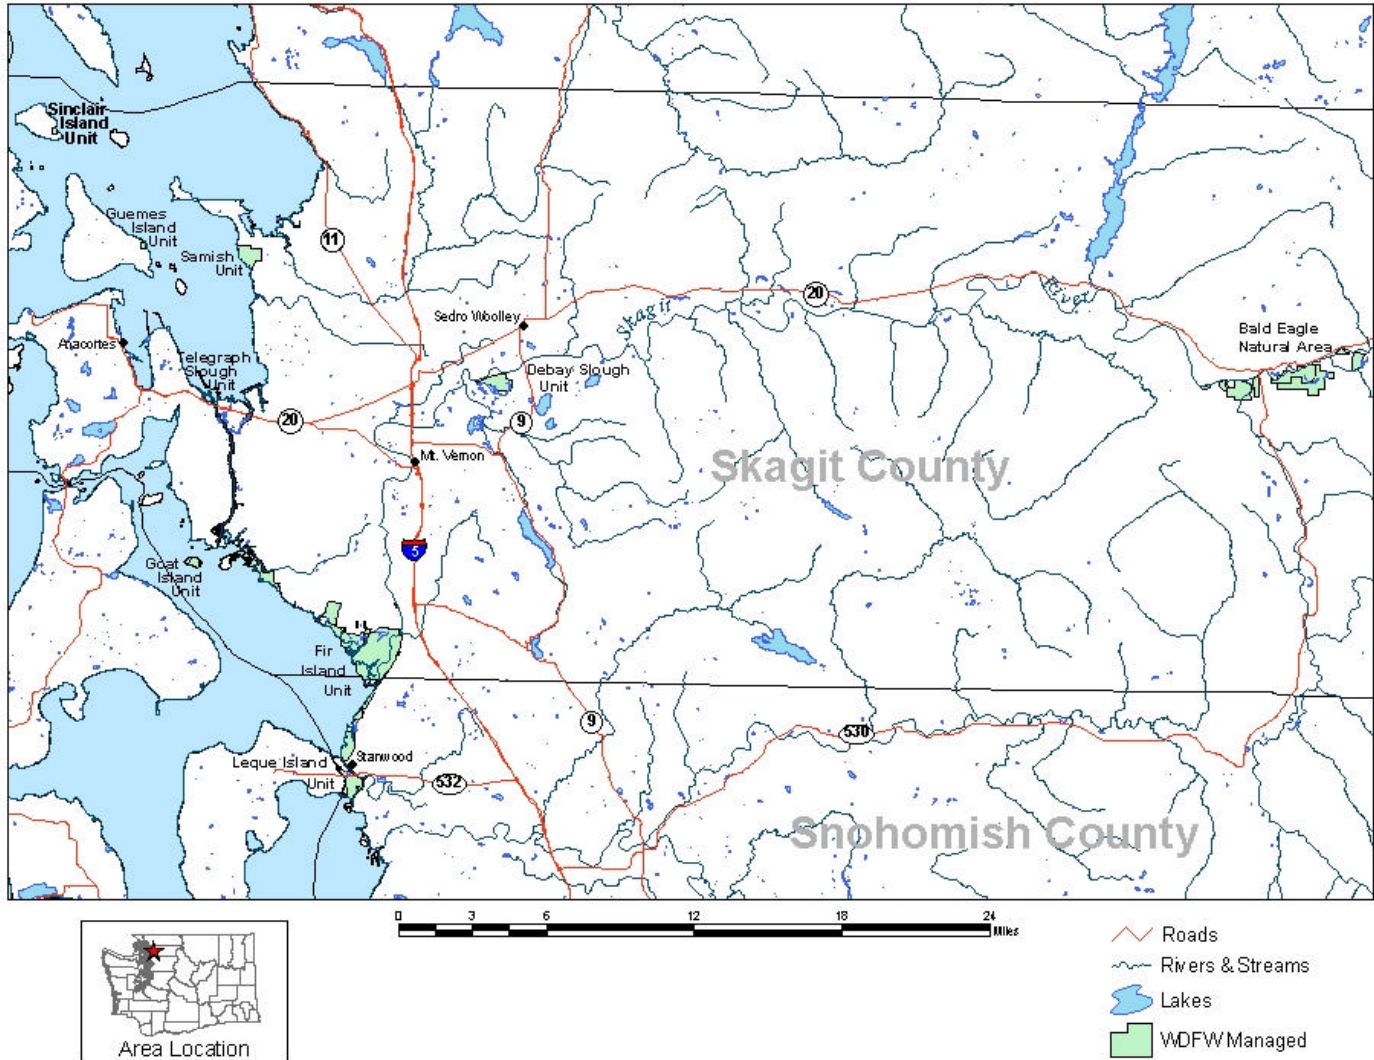 Sinclair
Island
Unit
Guemes
Island
Unit
Samish
Unit
11
Sedro Woolley
20
Skagit
River
Bald Eagle
Natural Area
Anacortes
Telegraph
Slough
Unit
Debay Slough
Unit
20
9
Mt. Vernon
Skagit County
5
Goat
Island
Unit
Fir
Island
Unit
9
530
Leque Island
Unit
Stanwood
532
Snohomish County
0 3 6 12 18 24
Miles
Area Location
Roads
Rivers & Streams
Lakes
WDFW Managed